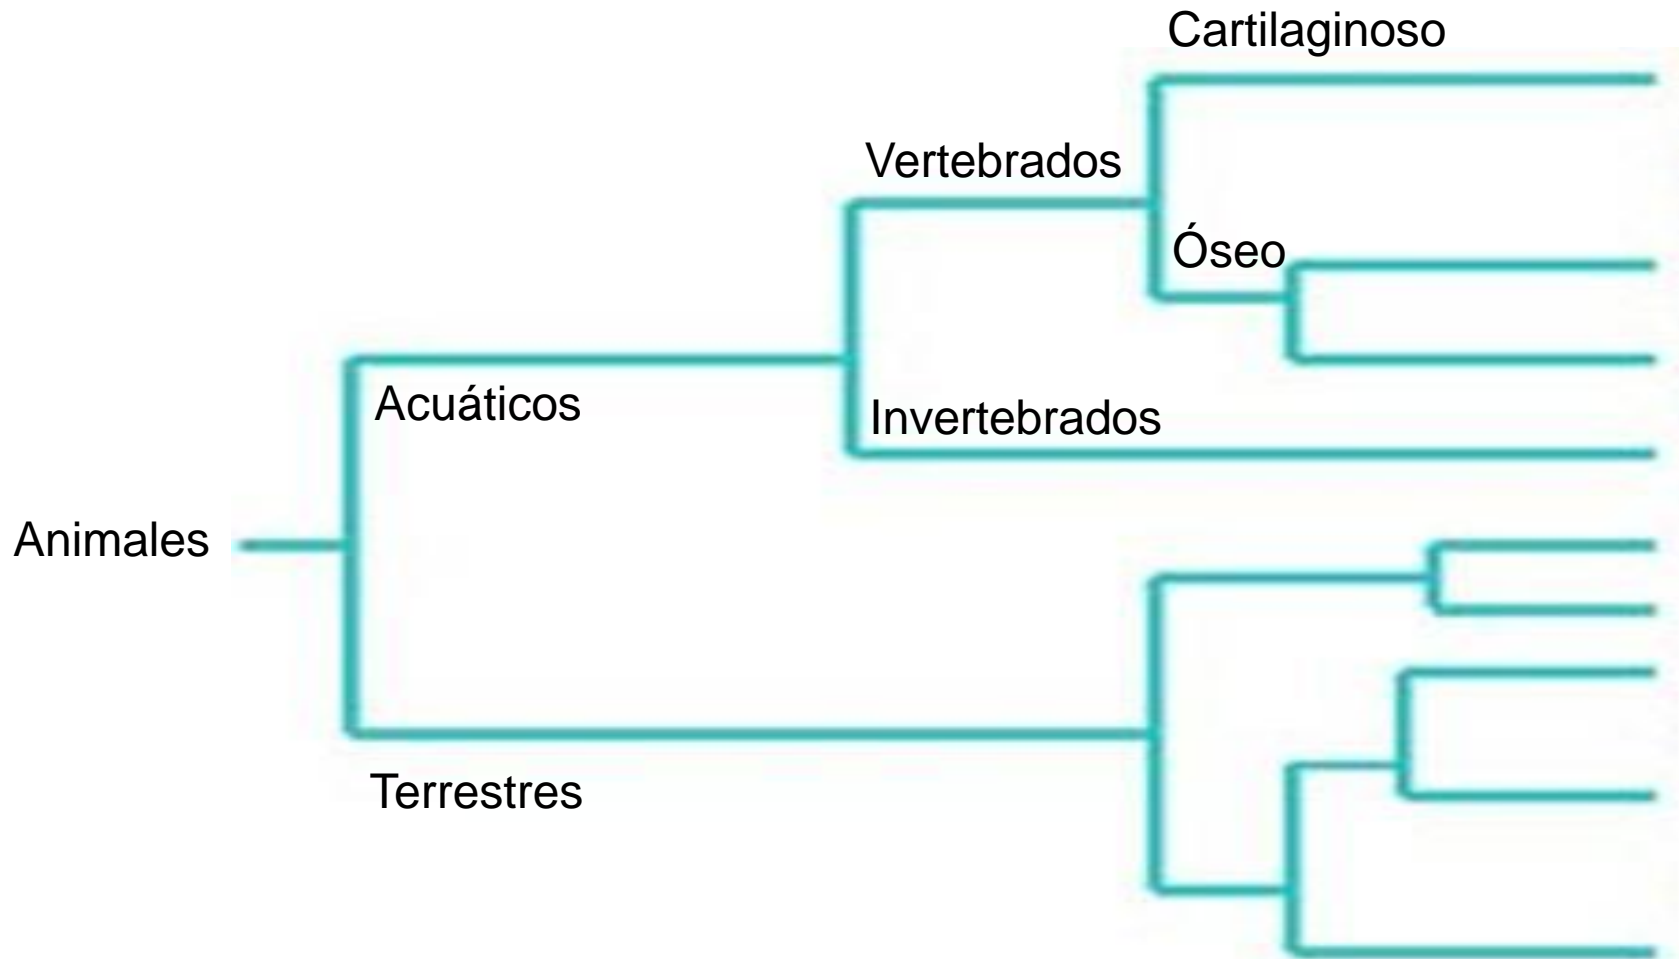 Cartilaginoso
Vertebrados
Óseo
Acuáticos
Invertebrados
Animales
Terrestres